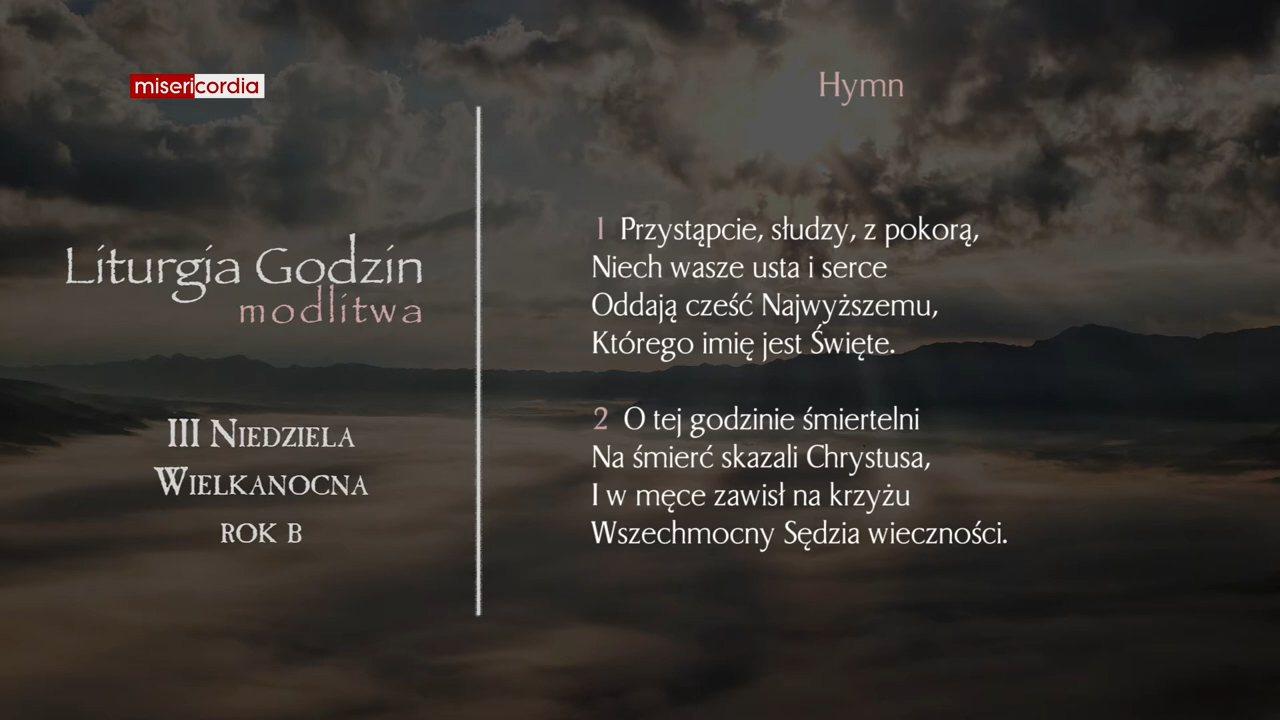 misericordia
Liturgia Godzin
modlitwa
III Niedziela
Wielkanocna
ROK B
Hymn
1 Przystąpcie, słudzy, z pokorą,
Niech wasze usta i serce
Oddają cześć Najwyższemu,
Którego imię jest Święte.
2 O tej godzinie śmiertelni
Na śmierć skazali Chrystusa,
I w męce zawisł na krzyżu
Wszechmocny Sędzia wieczności.